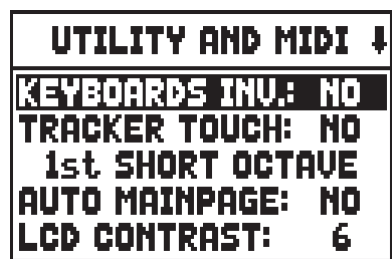 UTILITY AND MIDI ↓
KEYBOARDS INV.: NO
TRACKER TOUCH: NO
1st SHORT OCTAVE
AUTO MAINPAGE: NO
LCD CONTRAST: 6